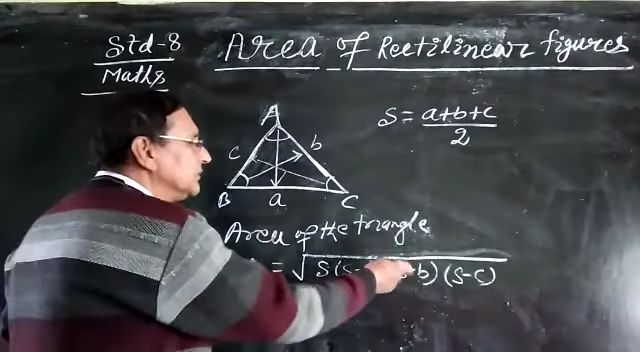 Std-8
Maths
Area of Rectilinear figures
A
c
b
B
a
C
S = a+b+c
2
Area of the triangle
= √S(S- S-b) (S-c)